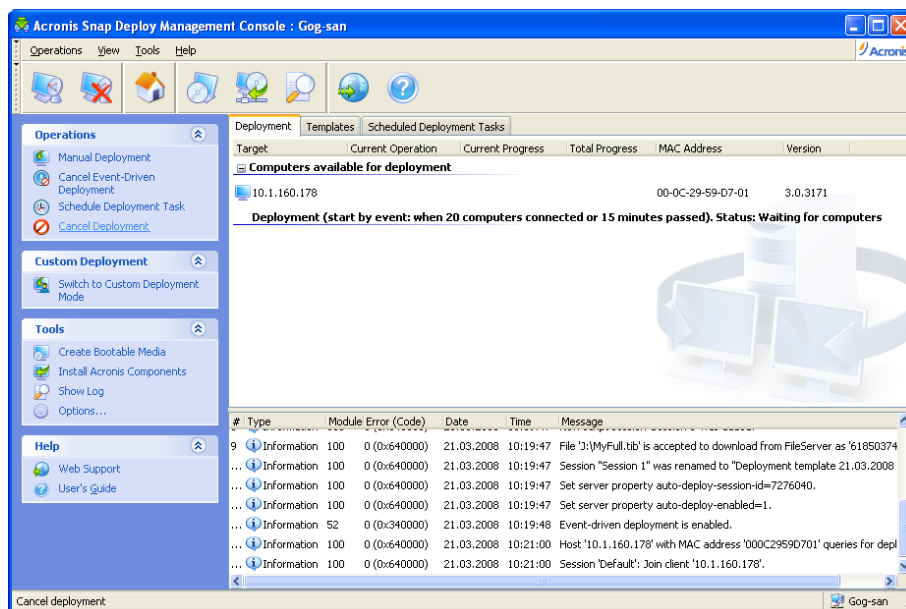 Acronis Snap Deploy Management Console : Gog-san
Operations View Tools Help
Acronis
Operations
Manual Deployment
Cancel Event-Driven
Deployment
Schedule Deployment Task
Cancel Deployment
Custom Deployment
Switch to Custom Deployment
Mode
Tools
Create Bootable Media
Install Acronis Components
Show Log
Options...
Help
Web Support
User's Guide
Deployment Templates Scheduled Deployment Tasks
Target Current Operation Current Progress Total Progress MAC Address Version
Computers available for deployment
10.1.160.178 00-0C-29-59-D7-01 3.0.3171
Deployment (start by event: when 20 computers connected or 15 minutes passed). Status: Waiting for computers
# Type Module Error (Code) Date Time Message
9 Information 100 0 (0x640000) 21.03.2008 10:19:47 File 'J:\MyFull.tib' is accepted to download from FileServer as '61850374
... Information 100 0 (0x640000) 21.03.2008 10:19:47 Session "Session 1" was renamed to "Deployment template 21.03.2008
... Information 100 0 (0x640000) 21.03.2008 10:19:47 Set server property auto-deploy-session-id=7276040.
... Information 100 0 (0x640000) 21.03.2008 10:19:47 Set server property auto-deploy-enabled=1.
... Information 52 0 (0x340000) 21.03.2008 10:19:48 Event-driven deployment is enabled.
... Information 100 0 (0x640000) 21.03.2008 10:21:00 Host '10.1.160.178' with MAC address '000C2959D701' queries for depl
... Information 100 0 (0x640000) 21.03.2008 10:21:00 Session 'Default': Join client '10.1.160.178'.
Cancel deployment Gog-san